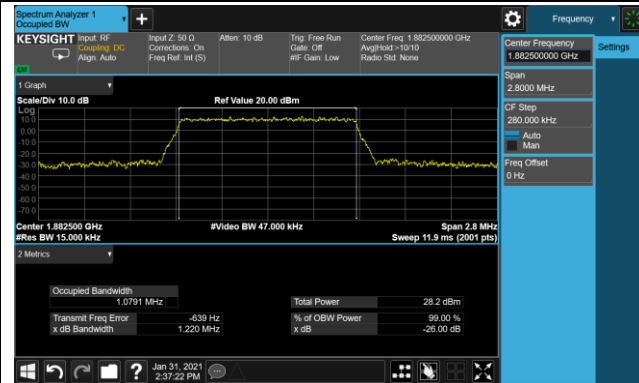 Spectrum Analyzer 1
Occupied BW
Frequency
KEYSIGHT
Input: RF
Coupling: DC
Align: Auto
Input Z: 50 Ω
Corrections: On
Freq Ref: Int (S)
Atten: 10 dB
Trig: Free Run
Gate: Off
#IF Gain: Low
Center Freq: 1.882500000 GHz
Avg|Hold:>10/10
Radio Std: None
LXI
1 Graph
Scale/Div 10.0 dB
Ref Value 20.00 dBm
Log
10.0
0.00
-10.0
-20.0
-30.0
-40.0
-50.0
-60.0
-70.0
Center 1.882500 GHz
#Video BW 47.000 kHz
Span 2.8 MHz
#Res BW 15.000 kHz
Sweep 11.9 ms (2001 pts)
2 Metrics
Occupied Bandwidth
1.0791 MHz
Total Power
28.2 dBm
Transmit Freq Error
-639 Hz
% of OBW Power
99.00 %
x dB Bandwidth
1.220 MHz
x dB
-26.00 dB
Center Frequency
1.882500000 GHz
Settings
Span
2.8000 MHz
CF Step
280.000 kHz
Auto
Man
Freq Offset
0 Hz
?
Jan 31, 2021
2:37:22 PM